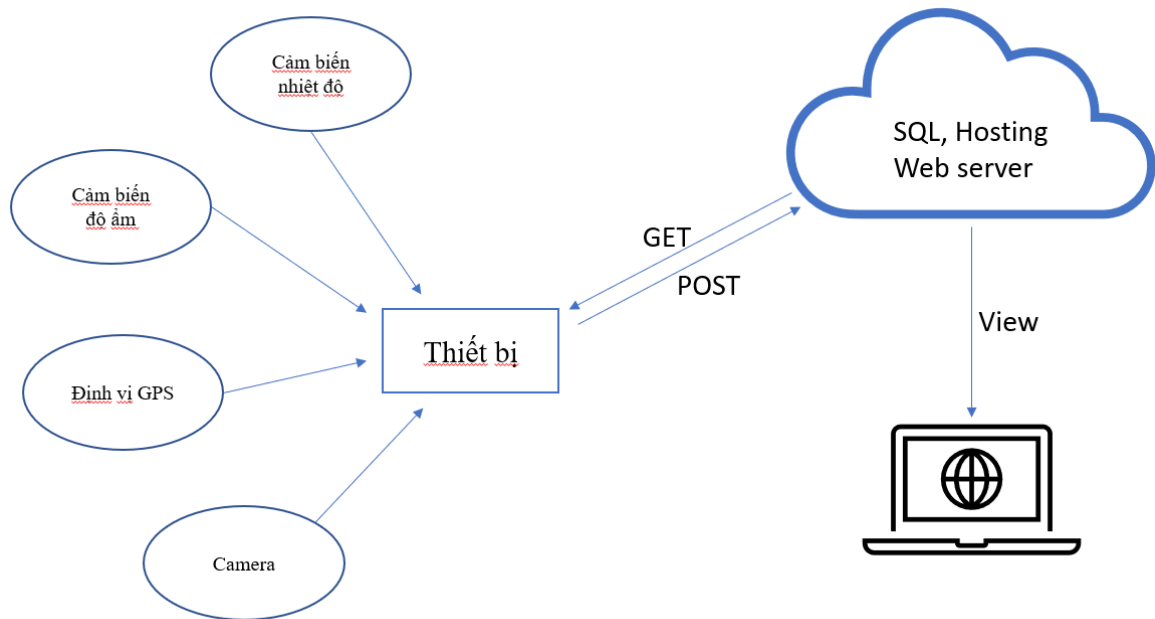 Cảm biến
nhiệt độ
Cảm biến
độ ẩm
Định vị GPS
Camera
Thiết bị
GET
POST
SQL, Hosting
Web server
View